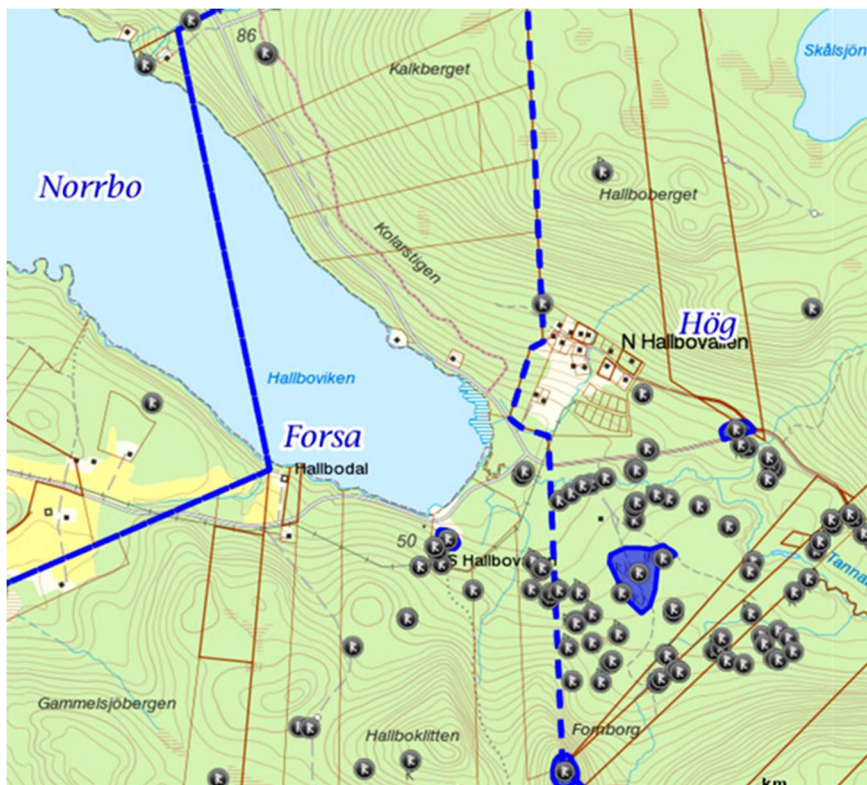 86
Kalkberget
Skålsjön
Norrbo
Hallboberget
Kolarstigen
Hög
N Hallbovallen
Hallboviken
Forsa
Hallbodal
50
S Hallbov
Tanna
Gammelsjöbergen
Hallboklitten
Fornborg
km